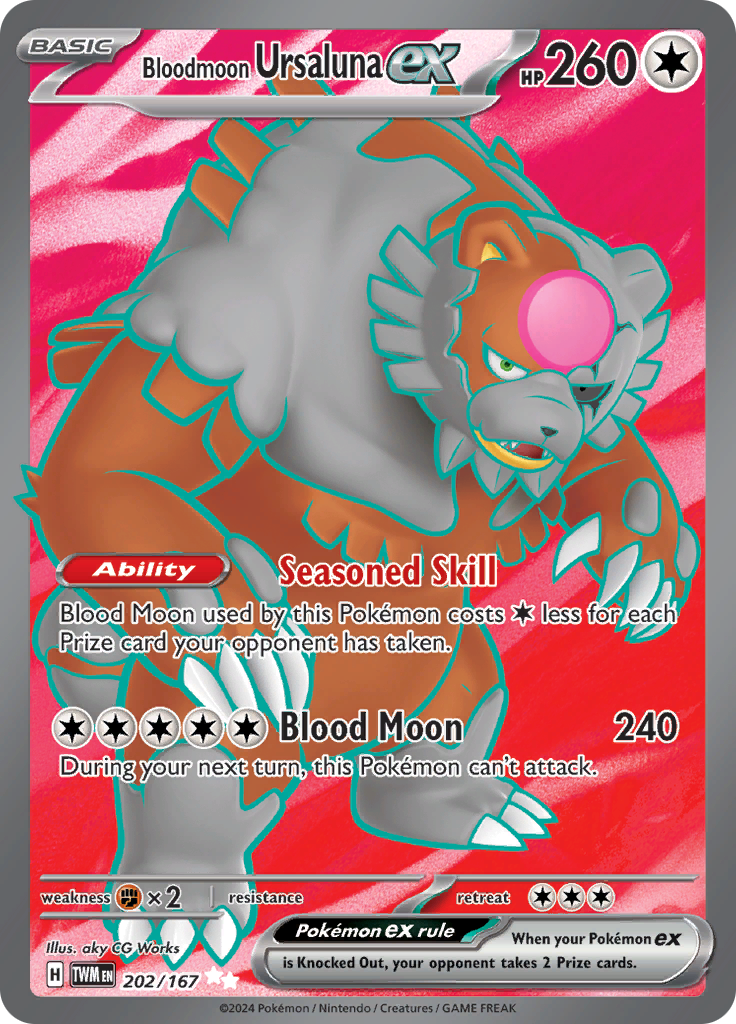 BASIC
Bloodmoon Ursaluna ex
HP 260
Ability Seasoned Skill
Blood Moon used by this Pokémon costs less for each
Prize card your opponent has taken.
Blood Moon 240
During your next turn, this Pokémon can't attack.
weakness ×2 resistance retreat
Illus. aky CG Works
Pokémon ex rule
When your Pokémon ex
is Knocked Out, your opponent takes 2 Prize cards.
H TWM EN 202/167
©2024 Pokémon / Nintendo / Creatures / GAME FREAK